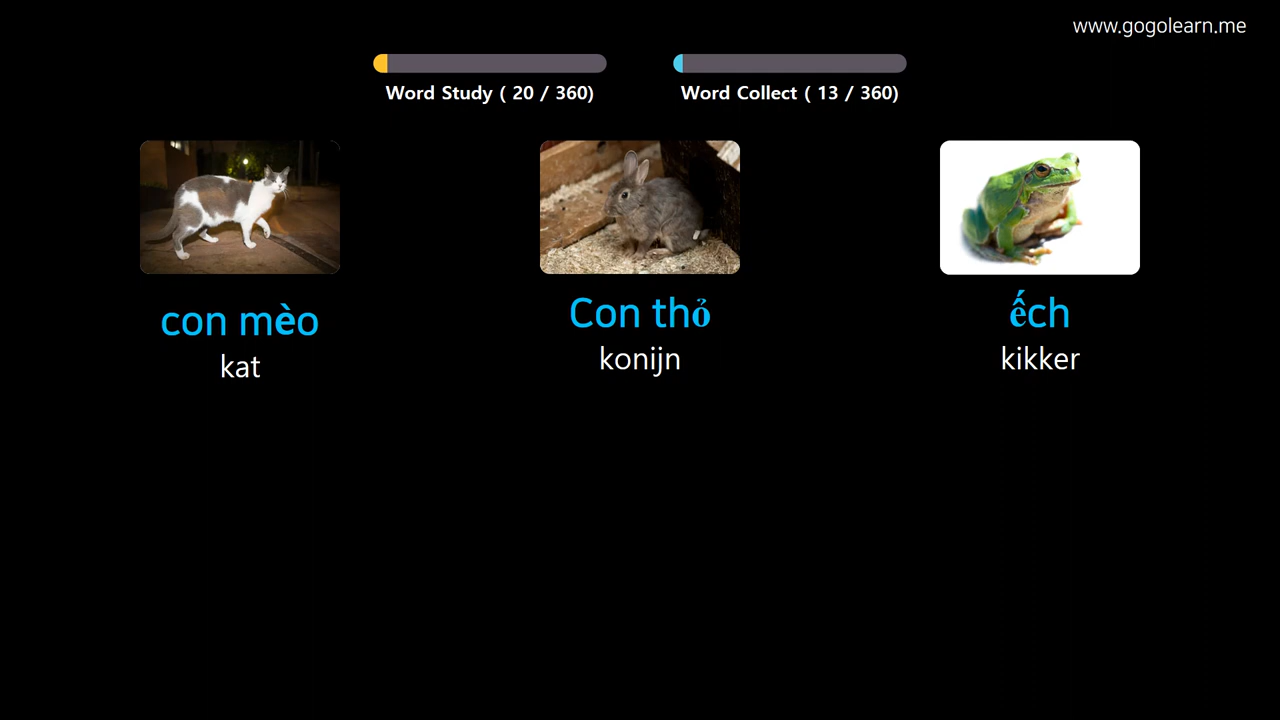 www.gogolearn.me
Word Study ( 20 / 360)
Word Collect ( 13 / 360)
con mèo
kat
Con thỏ
konijn
ếch
kikker